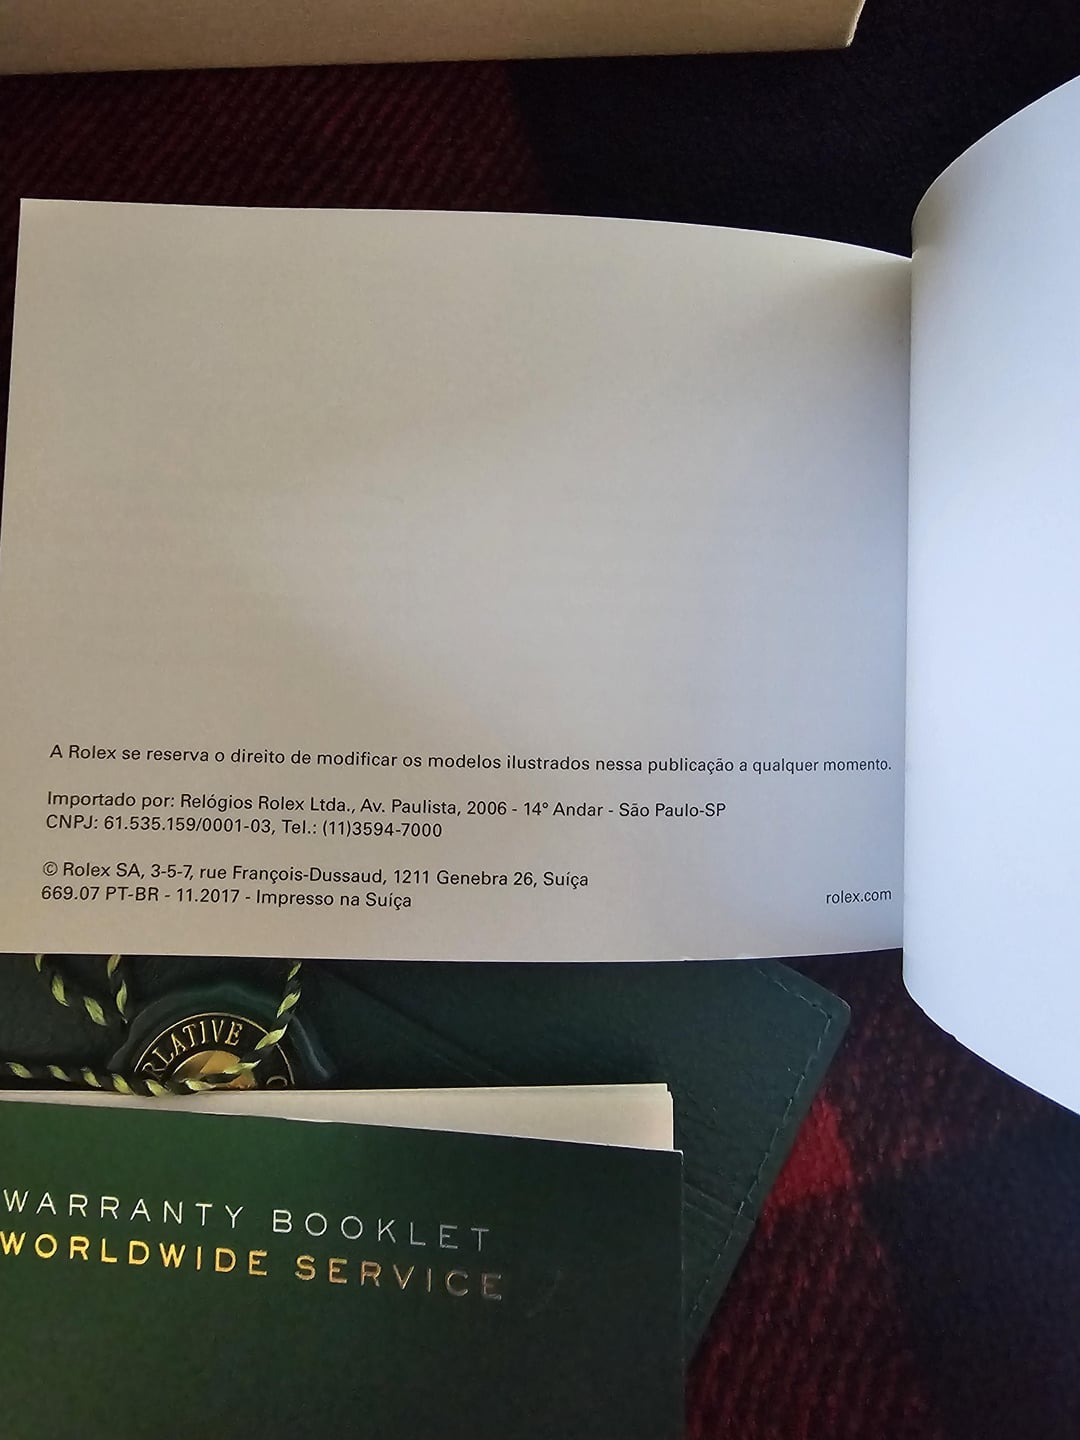 A Rolex se reserva o direito de modificar os modelos ilustrados nessa publicação a qualquer momento.
Importado por: Relógios Rolex Ltda., Av. Paulista, 2006 - 14º Andar - São Paulo-SP
CNPJ: 61.535.159/0001-03, Tel.: (11)3594-7000
© Rolex SA, 3-5-7, rue François-Dussaud, 1211 Genebra 26, Suíça
669.07 PT-BR - 11.2017 - Impresso na Suíça
rolex.com
RLATIVE
WARRANTY BOOKLET
WORLDWIDE SERVICE